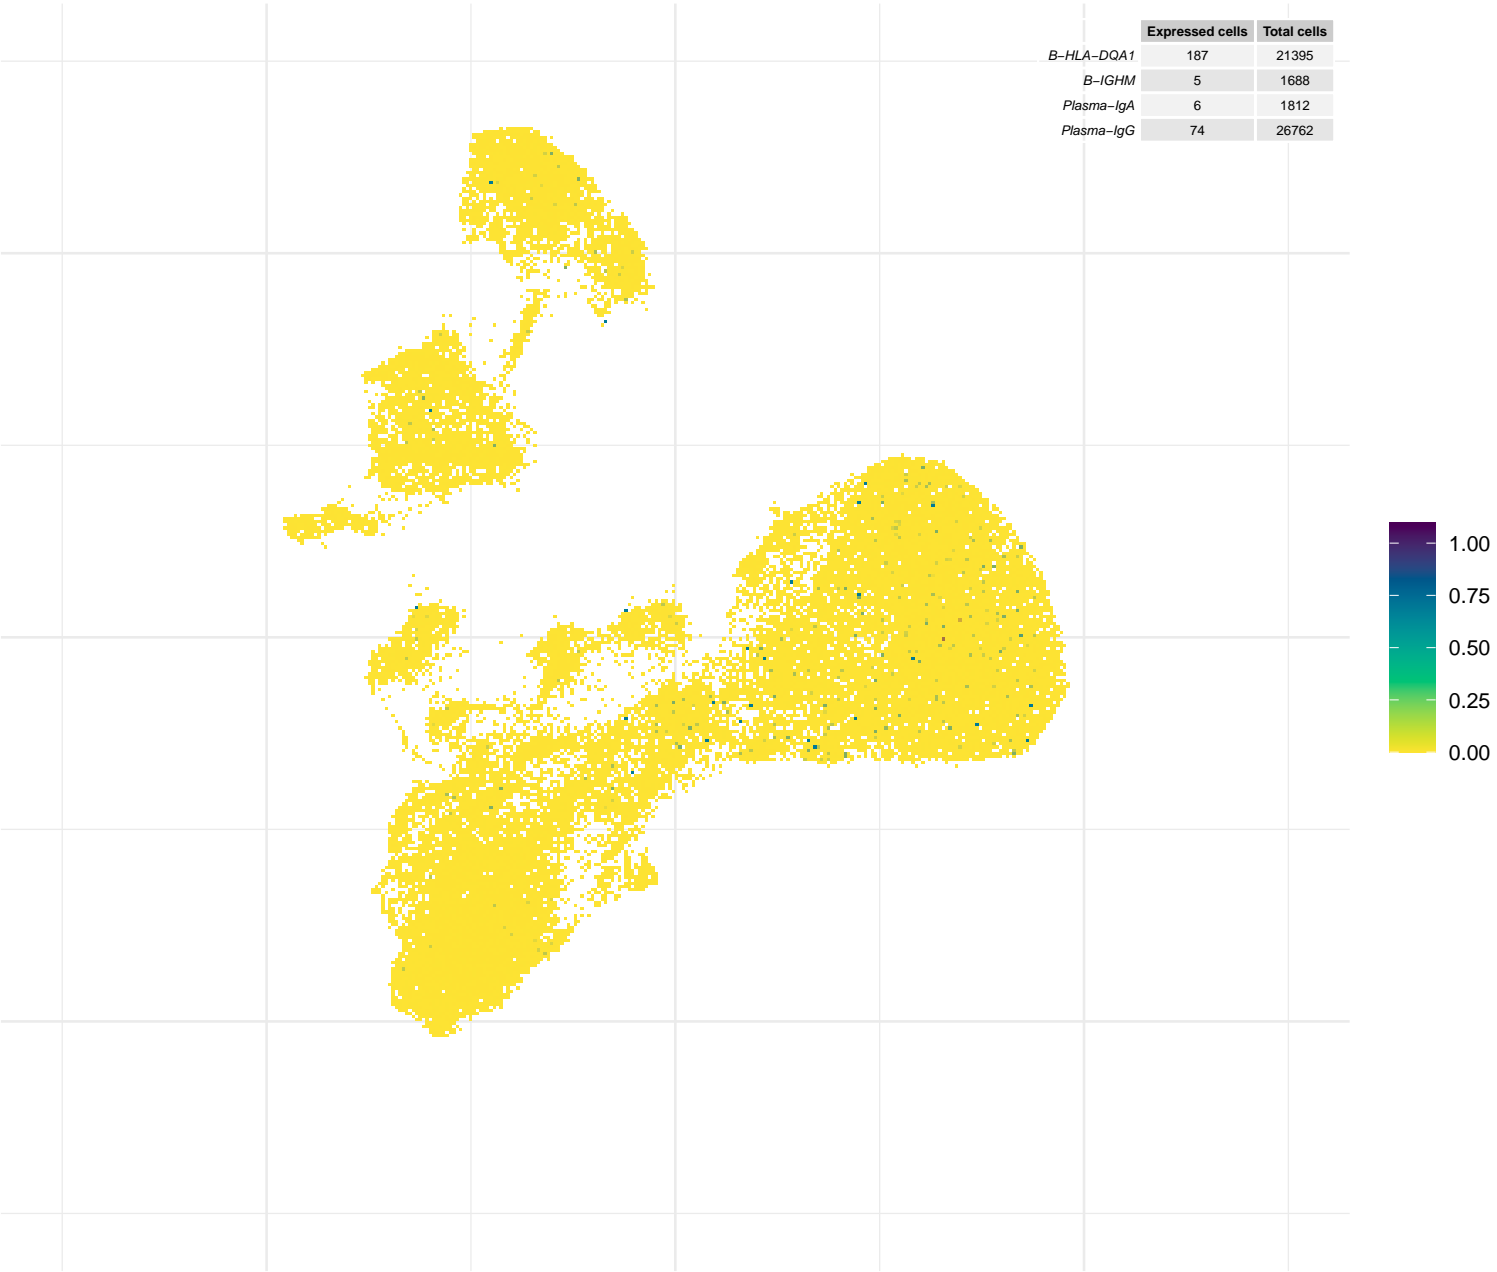 Expressed cells Total cells
B−HLA−DQA1 187 21395
B−IGHM 5 1688
Plasma−IgA 6 1812
Plasma−IgG 74 26762
1.00
0.75
0.50
0.25
0.00